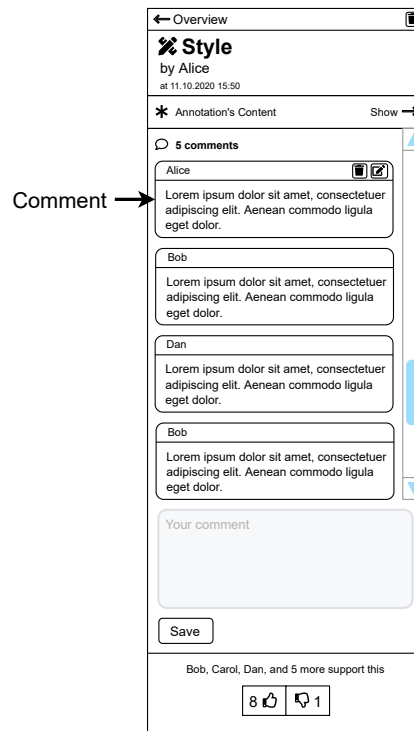 Overview
Style
by Alice
at 11.10.2020 15:50
Annotation's Content Show
5 comments
Alice
Comment
Lorem ipsum dolor sit amet, consectetuer
adipiscing elit. Aenean commodo ligula
eget dolor.
Bob
Lorem ipsum dolor sit amet, consectetuer
adipiscing elit. Aenean commodo ligula
eget dolor.
Dan
Lorem ipsum dolor sit amet, consectetuer
adipiscing elit. Aenean commodo ligula
eget dolor.
Bob
Lorem ipsum dolor sit amet, consectetuer
adipiscing elit. Aenean commodo ligula
eget dolor.
Your comment
Save
Bob, Carol, Dan, and 5 more support this
8 1